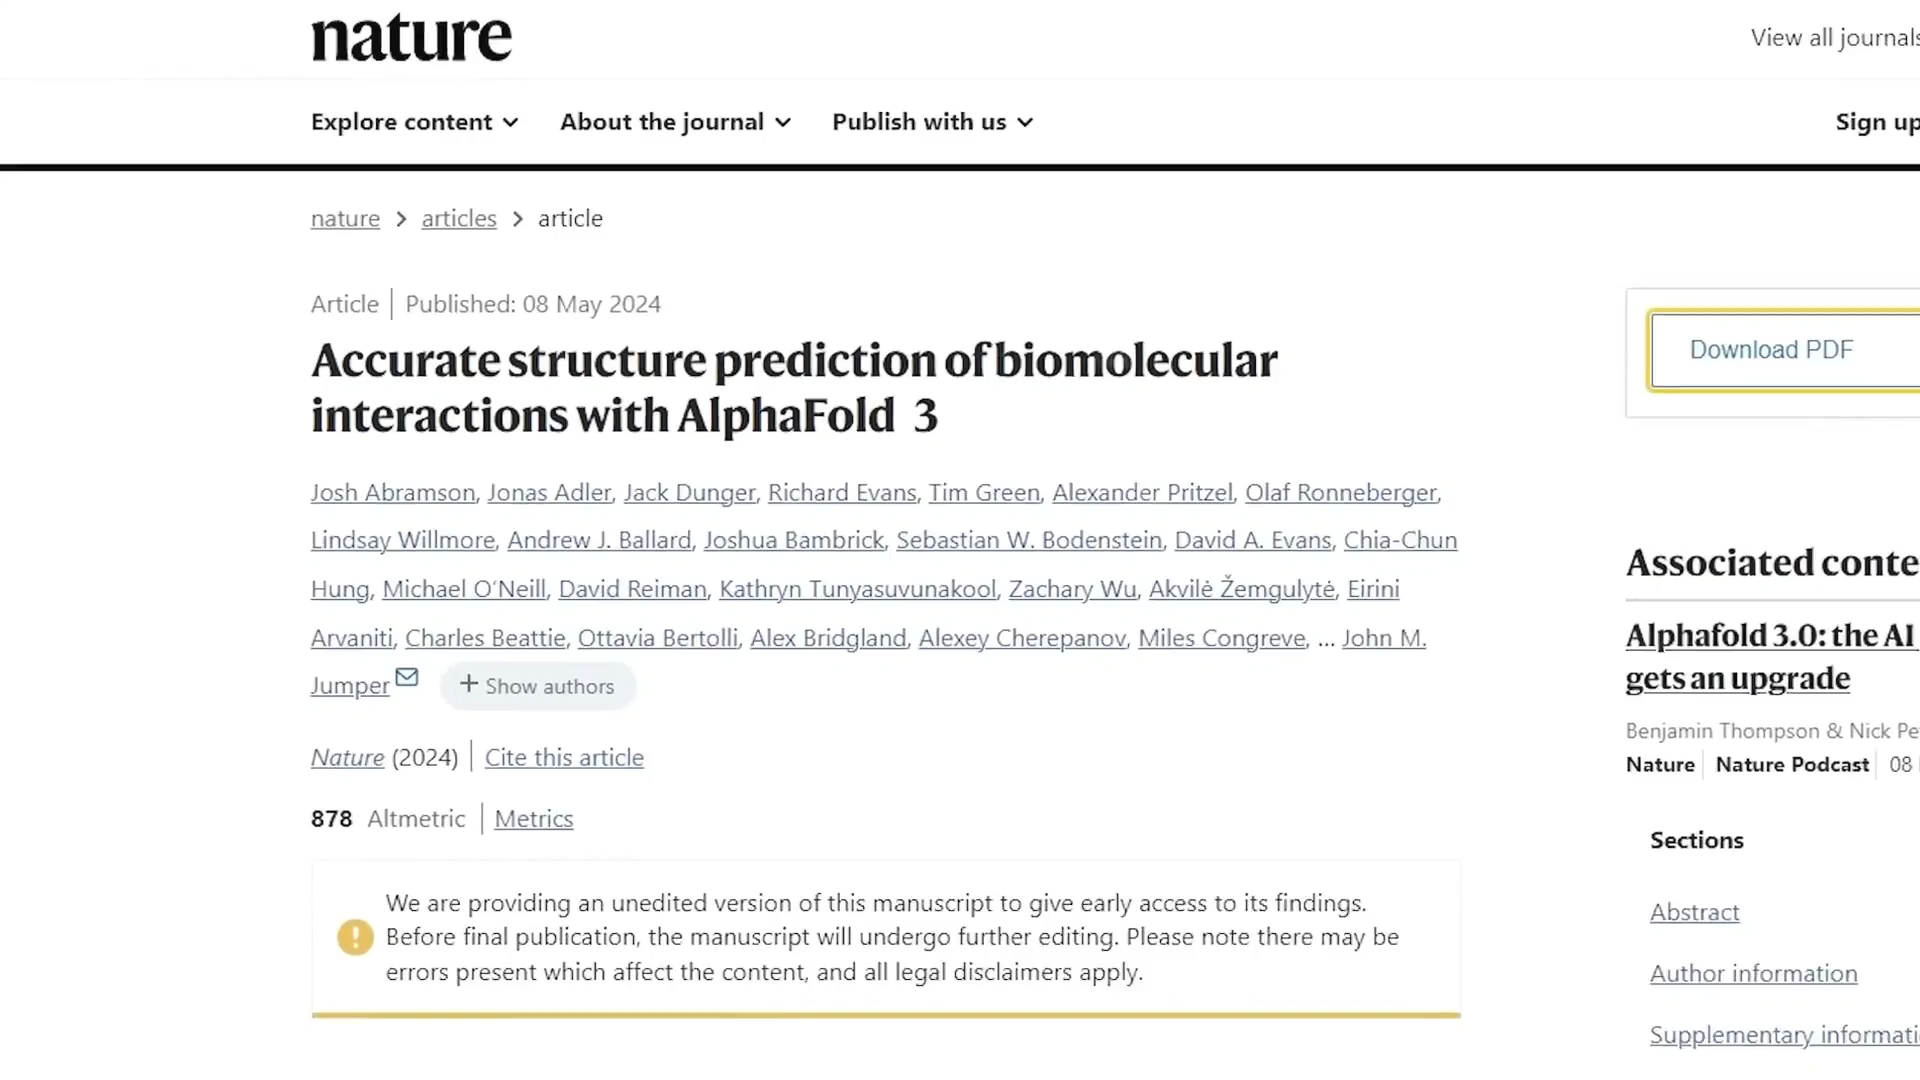 nature
View all journals
Explore content
About the journal
Publish with us
Sign up
nature > articles > article
Article | Published: 08 May 2024
Accurate structure prediction of biomolecular
interactions with AlphaFold 3
Josh Abramson, Jonas Adler, Jack Dunger, Richard Evans, Tim Green, Alexander Pritzel, Olaf Ronneberger,
Lindsay Willmore, Andrew J. Ballard, Joshua Bambrick, Sebastian W. Bodenstein, David A. Evans, Chia-Chun
Hung, Michael O’Neill, David Reiman, Kathryn Tunyasuvunakool, Zachary Wu, Akvilė Žemgulytė, Eirini
Arvaniti, Charles Beattie, Ottavia Bertolli, Alex Bridgland, Alexey Cherepanov, Miles Congreve, ... John M.
Jumper + Show authors
Nature (2024) | Cite this article
878 Altmetric | Metrics
We are providing an unedited version of this manuscript to give early access to its findings.
Before final publication, the manuscript will undergo further editing. Please note there may be
errors present which affect the content, and all legal disclaimers apply.
Download PDF
Associated conte
Alphafold 3.0: the AI
gets an upgrade
Benjamin Thompson & Nick Pe
Nature | Nature Podcast | 08
Sections
Abstract
Author information
Supplementary informati